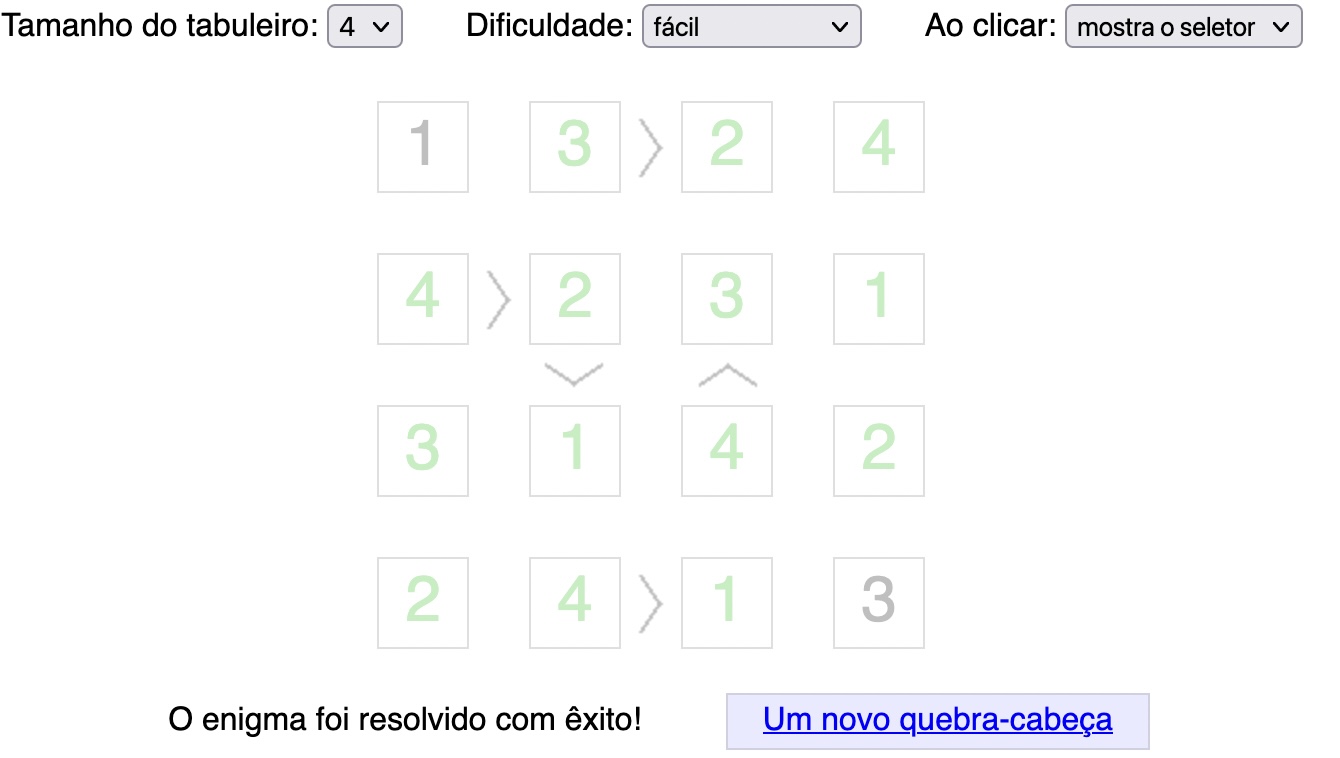 Tamanho do tabuleiro: 4 Dificuldade: fácil Ao clicar: mostra o seletor
1 3 > 2 4
4 > 2 3 1
3 1 4 2
2 4 > 1 3
O enigma foi resolvido com êxito! Um novo quebra-cabeça